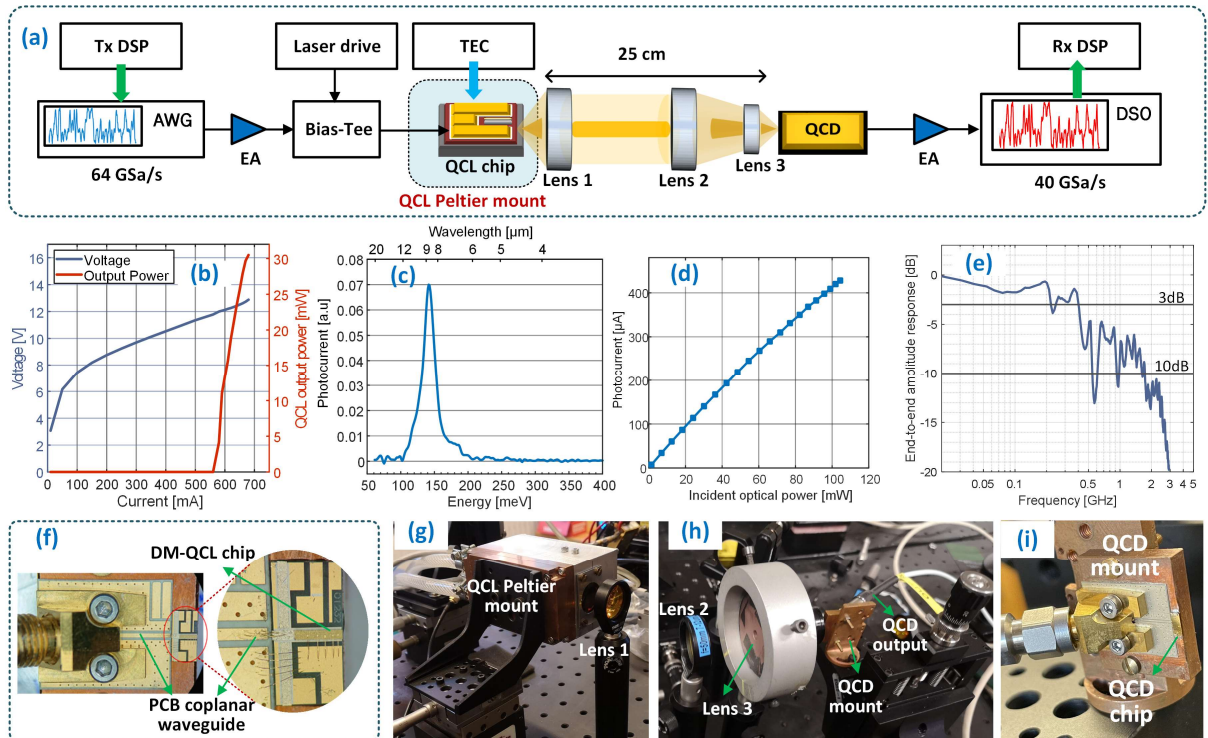 (a)
Tx DSP
Laser drive
TEC
Rx DSP
25 cm
AWG
EA
Bias-Tee
QCL chip
QCL Peltier mount
Lens 1
Lens 2
Lens 3
QCD
EA
DSO
64 GSa/s
40 GSa/s
(b)
Voltage
Output Power
16
14
12
10
8
6
4
2
0
Vdtage [V]
30
25
20
15
10
5
0
QCL output power [mW]
0 100 200 300 400 500 600 700
Current [mA]
(c)
Wavelength [µm]
20 12 9 8 6 5 4
0.08
0.07
0.06
0.05
0.04
0.03
0.02
0.01
0
Photocurrent [a.u]
50 100 150 200 250 300 350 400
Energy [meV]
(d)
400
300
200
100
0
Photocurrent [µA]
0 20 40 60 80 100 120
Incident optical power [mW]
(e)
0
-5
-10
-15
-20
End-to-end amplitude response [dB]
3dB
10dB
0.05 0.1 0.5 1 2 3 4 5
Frequency [GHz]
(f)
DM-QCL chip
PCB coplanar
waveguide
(g)
QCL Peltier
mount
Lens 1
(h)
Lens 2
Lens 3
QCD
output
QCD
mount
(i)
QCD
mount
QCD
chip